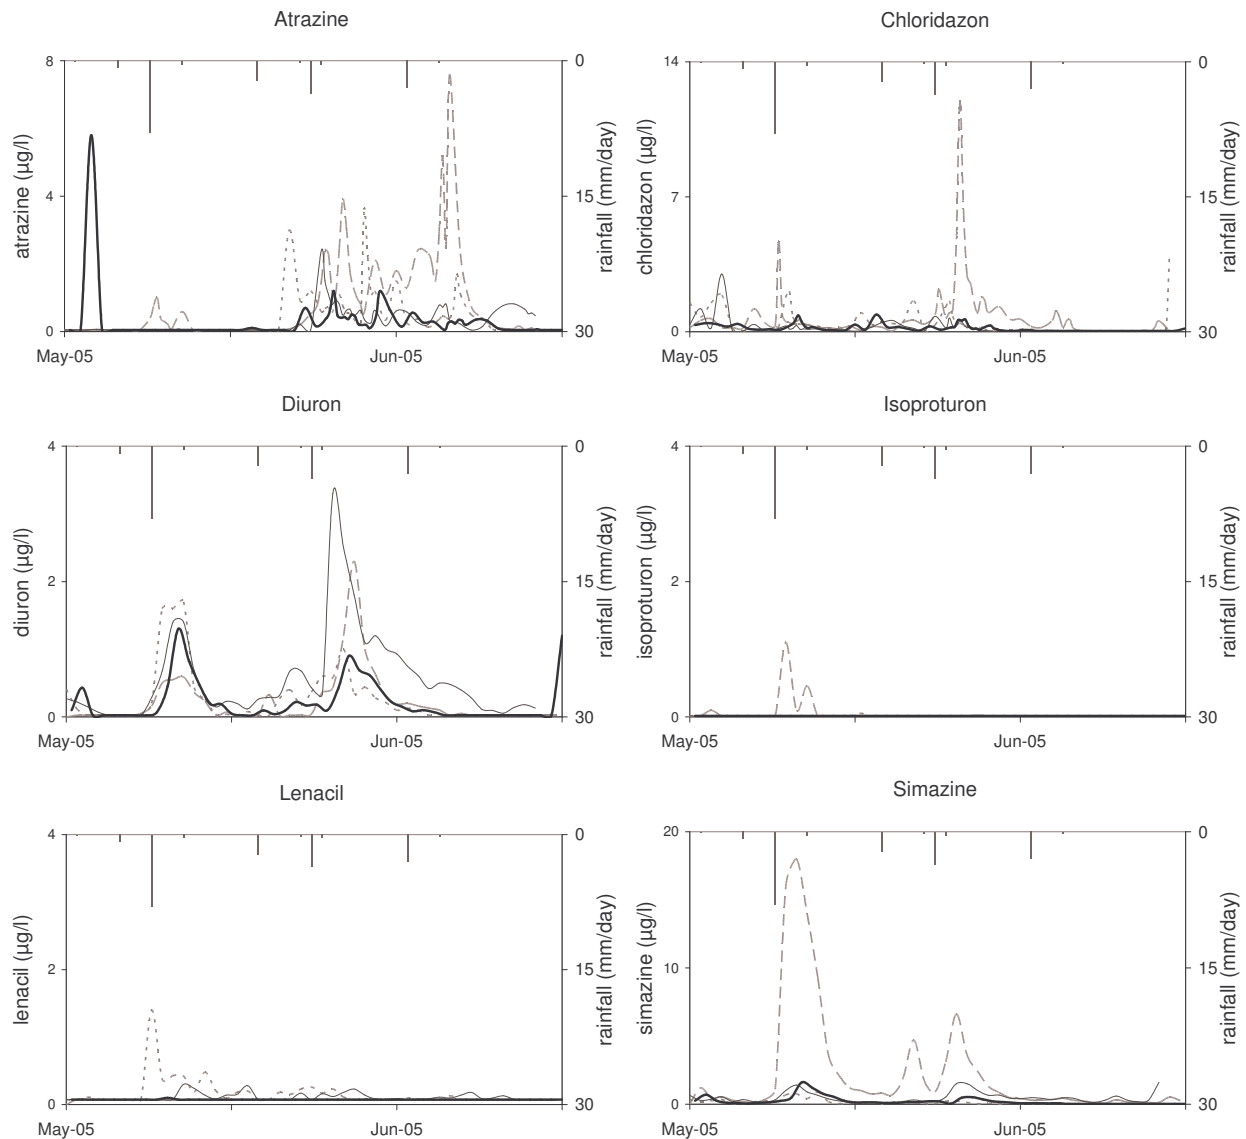 Atrazine
8
4
0
atrazine (µg/l)
0
15
30
rainfall (mm/day)
May-05
Jun-05
Chloridazon
14
7
0
chloridazon (µg/l)
0
15
30
rainfall (mm/day)
May-05
Jun-05
Diuron
4
2
0
diuron (µg/l)
0
15
30
rainfall (mm/day)
May-05
Jun-05
Isoproturon
4
2
0
isoproturon (µg/l)
0
15
30
rainfall (mm/day)
May-05
Jun-05
Lenacil
4
2
0
lenacil (µg/l)
0
15
30
rainfall (mm/day)
May-05
Jun-05
Simazine
20
10
0
simazine (µg/l)
0
15
30
rainfall (mm/day)
May-05
Jun-05